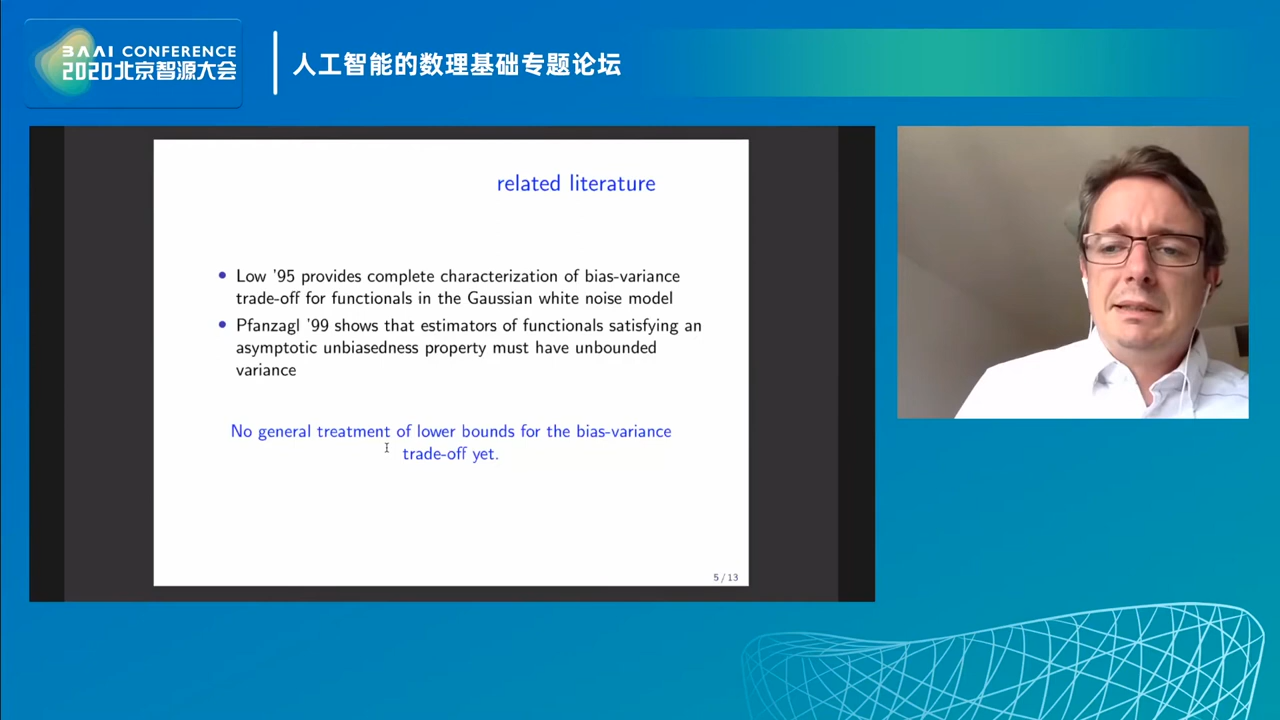 BAAI CONFERENCE
2020北京智源大会
人工智能的数理基础专题论坛
related literature
• Low '95 provides complete characterization of bias-variance
trade-off for functionals in the Gaussian white noise model
• Pfanzagl '99 shows that estimators of functionals satisfying an
asymptotic unbiasedness property must have unbounded
variance
No general treatment of lower bounds for the bias-variance
trade-off yet.
5 / 13